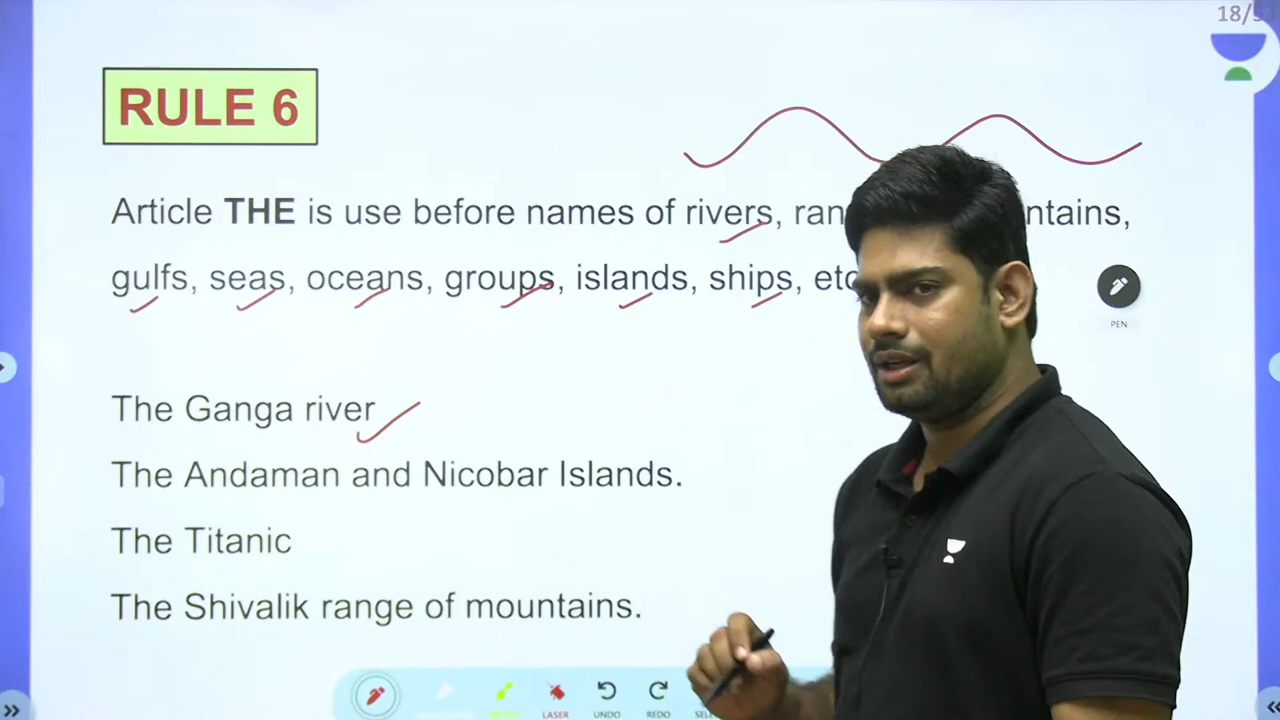 18/5
RULE 6
Article THE is use before names of rivers, ran ntains,
gulfs, seas, oceans, groups, islands, ships, etc
PEN
The Ganga river
The Andaman and Nicobar Islands.
The Titanic
The Shivalik range of mountains.
LASER UNDO REDO